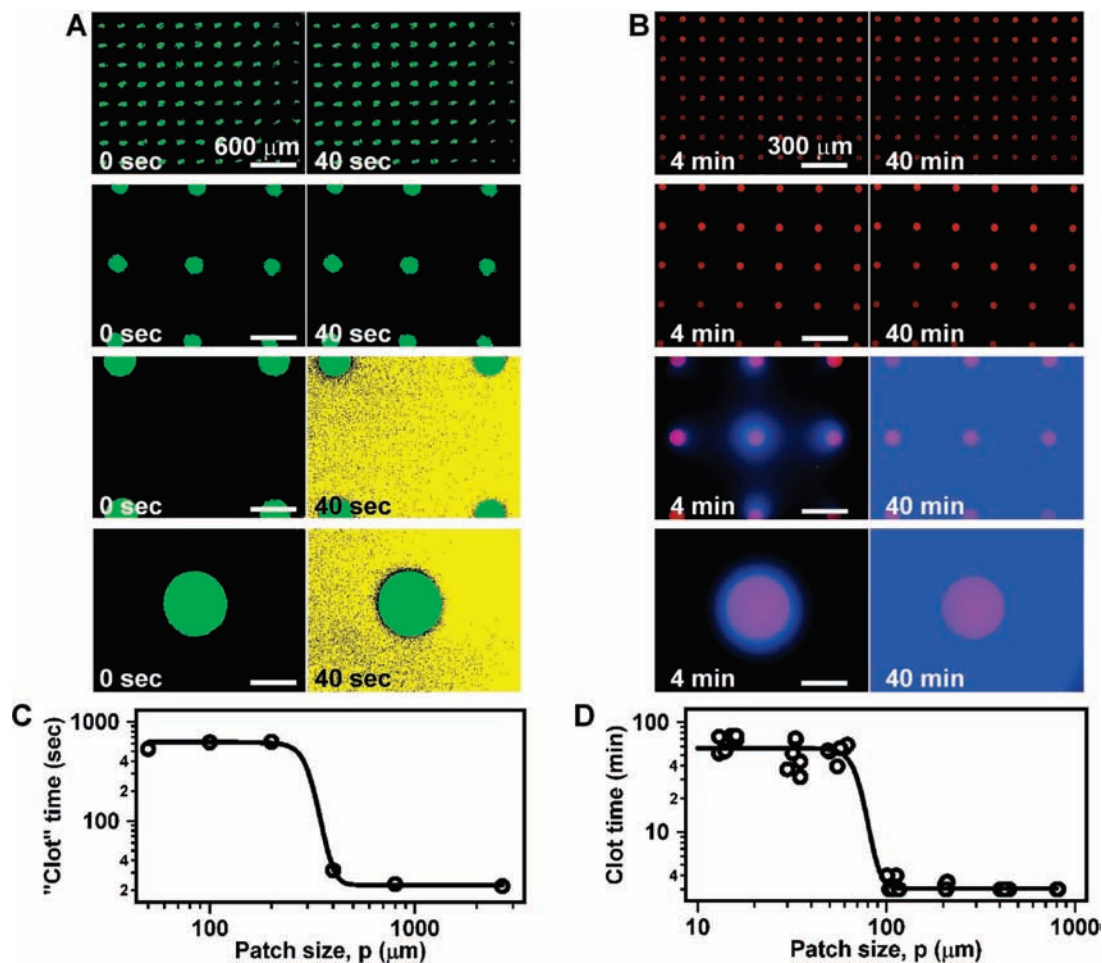 A
B
0 sec
600 μm
40 sec
4 min
300 μm
40 min
0 sec
40 sec
4 min
40 min
0 sec
40 sec
4 min
40 min
0 sec
40 sec
4 min
40 min
C
"Clot" time (sec)
1000
4
2
100
4
2
100
1000
Patch size, p (μm)
D
Clot time (min)
100
4
2
10
4
10
100
1000
Patch size, p (μm)